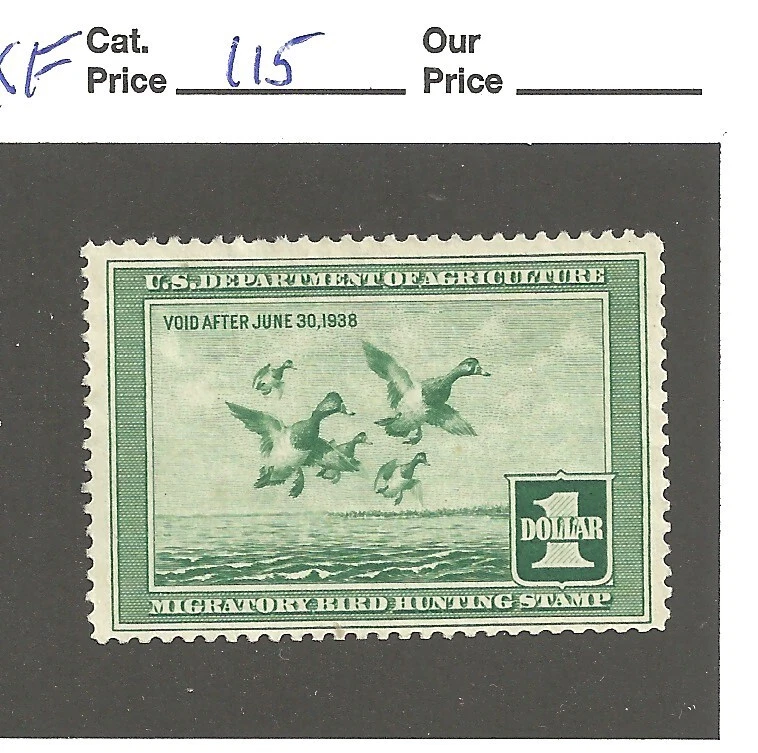 XF Cat. Our
Price 115 Price
U.S. DEPARTMENT OF AGRICULTURE
VOID AFTER JUNE 30, 1938
1
DOLLAR
MIGRATORY BIRD HUNTING STAMP